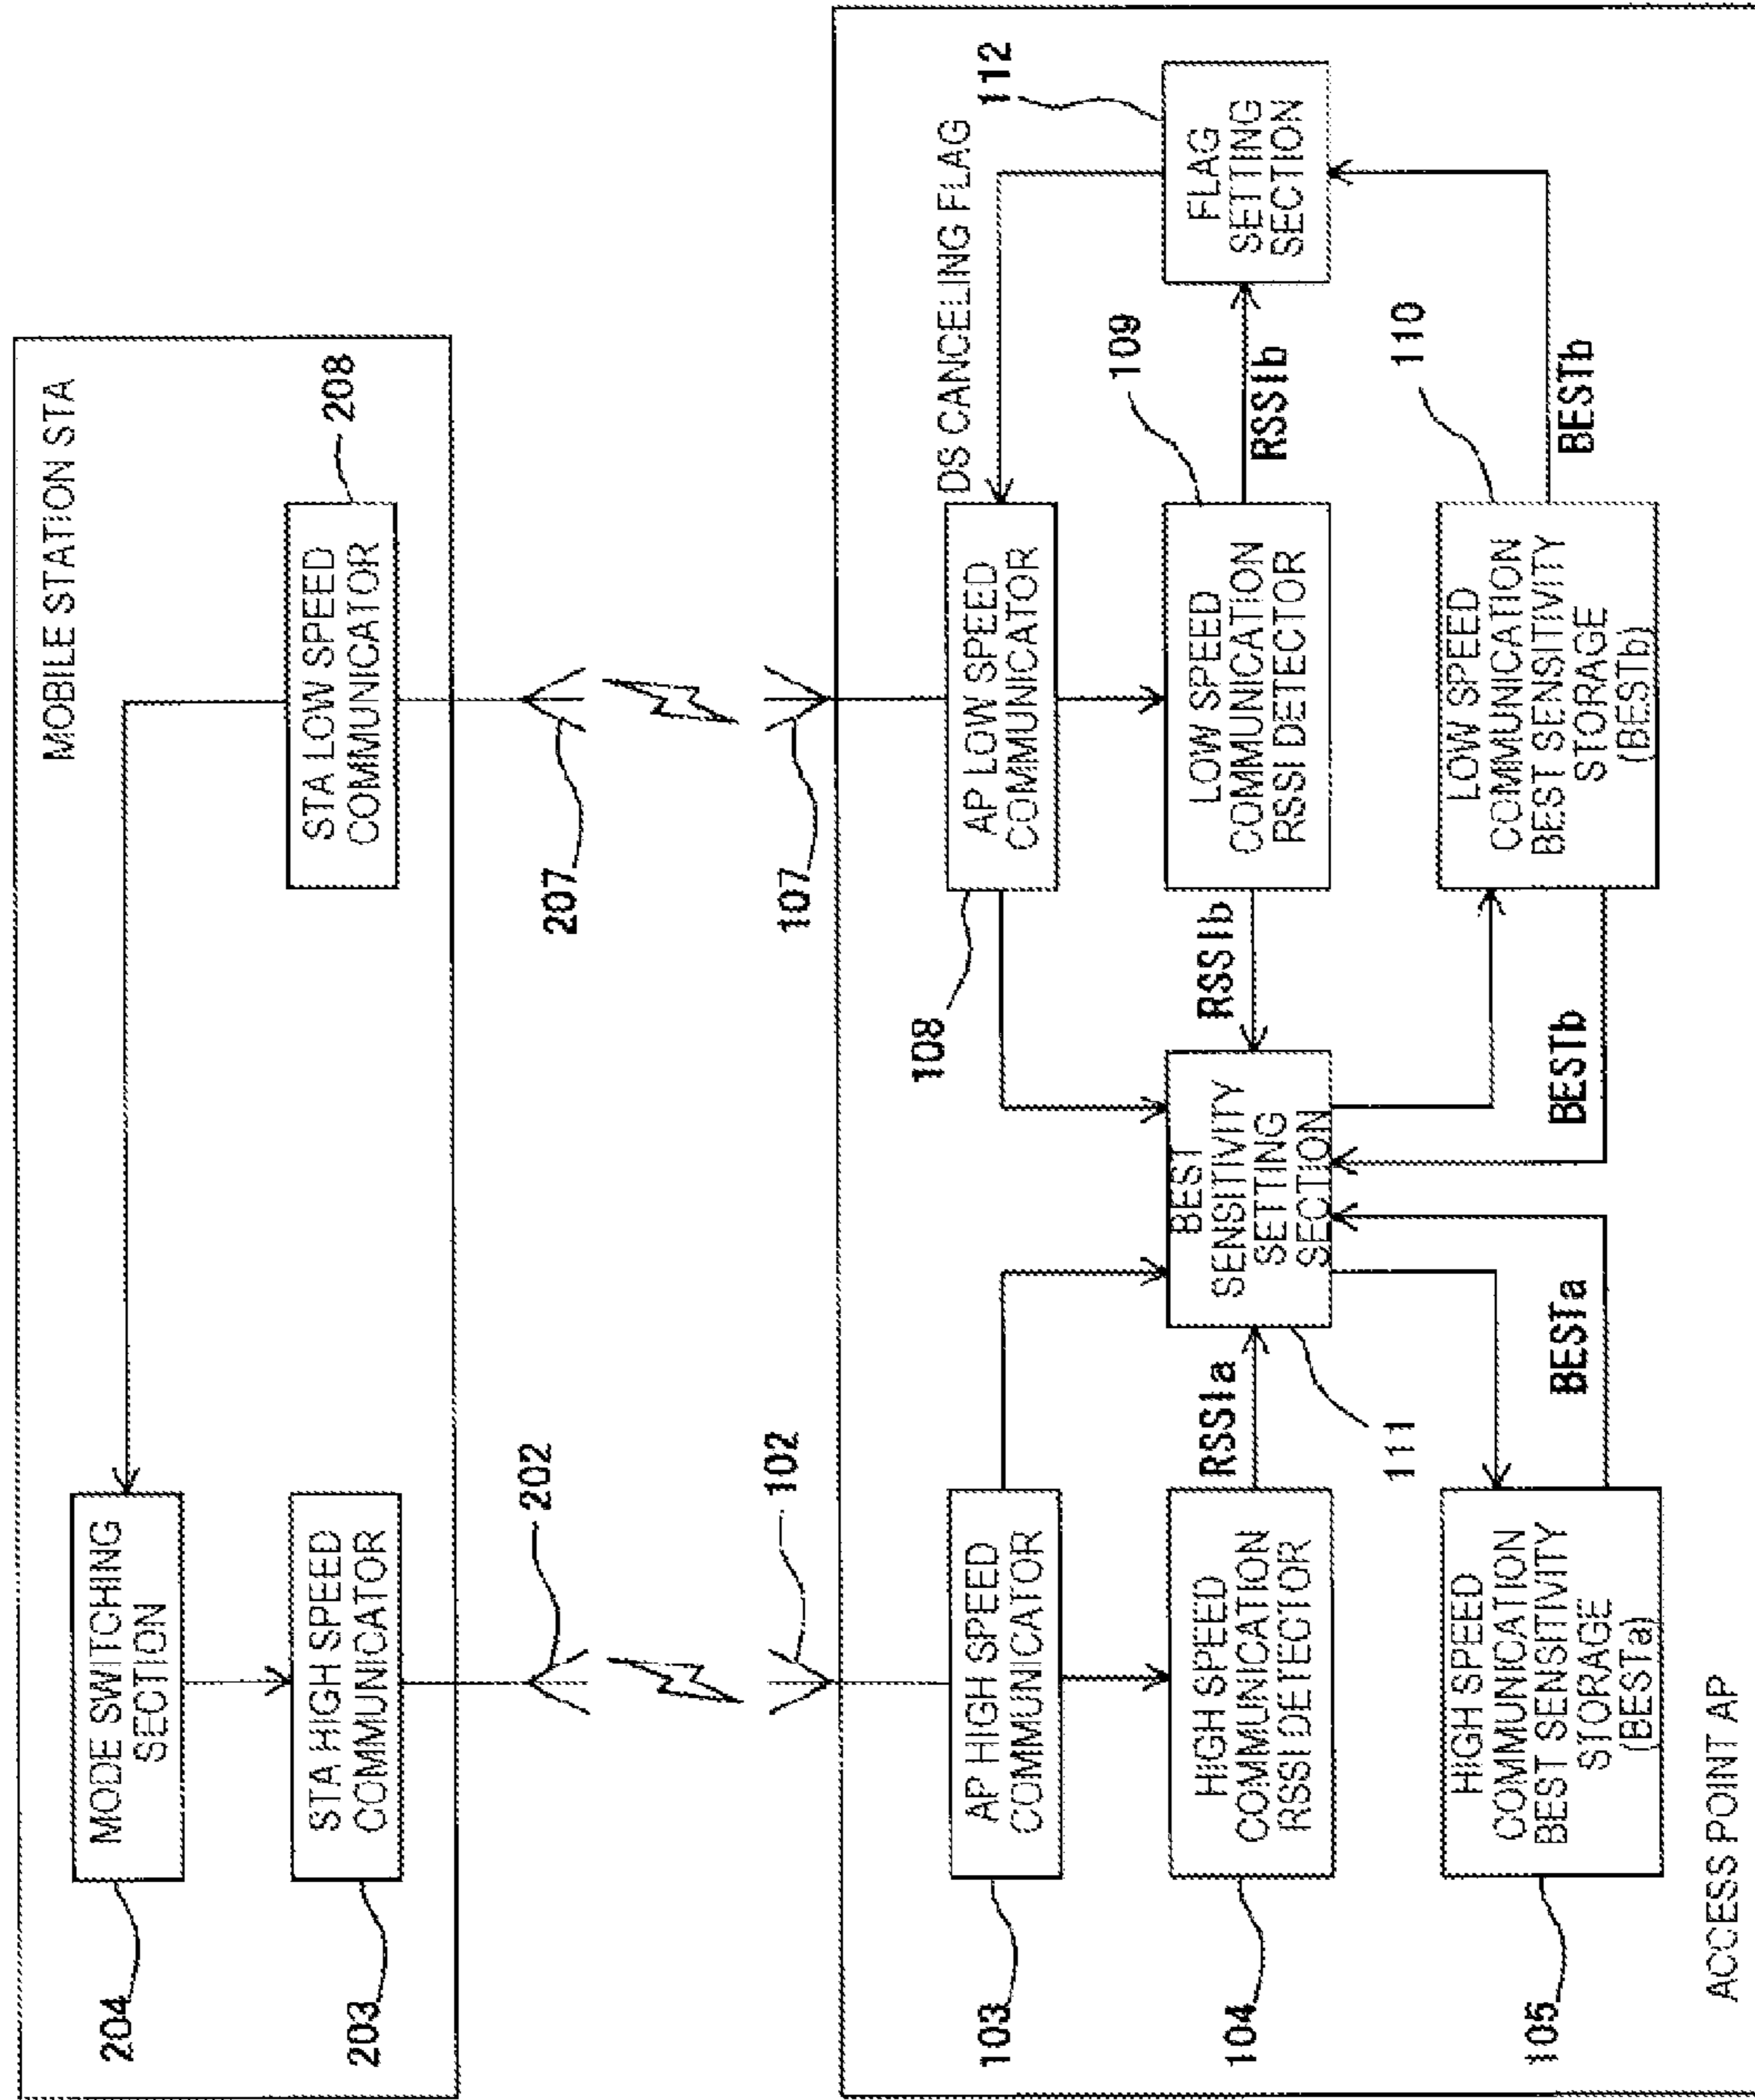 MOBILE STATION STA
204
MODE SWITCHING
SECTION
203
STA HIGH SPEED
COMMUNICATOR
STA LOW SPEED
COMMUNICATOR
208
202
207
102
107
103
AP HIGH SPEED
COMMUNICATOR
108
AP LOW SPEED
COMMUNICATOR
DS CANCELING FLAG
112
104
HIGH SPEED
COMMUNICATION
RSSI DETECTOR
RSSIa
BEST
SENSITIVITY
SETTING
SECTION
111
RSSIb
LOW SPEED
COMMUNICATION
RSSI DETECTOR
109
RSSIb
FLAG
SETTING
SECTION
105
HIGH SPEED
COMMUNICATION
BEST SENSITIVITY
STORAGE
(BESTa)
BESTa
BESTb
LOW SPEED
COMMUNICATION
BEST SENSITIVITY
STORAGE
(BESTb)
110
BESTb
ACCESS POINT AP